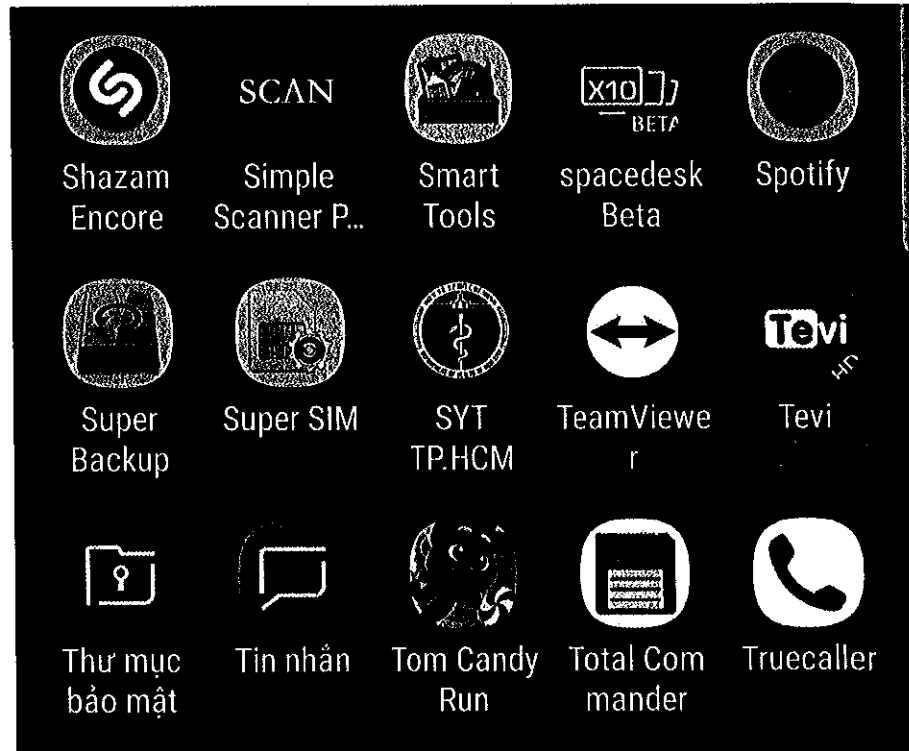 SCAN
X10
BETA
Shazam Simple Smart spacedesk Spotify
Encore Scanner P... Tools Beta
Tevi
HD
Super Super SIM SYT TeamViewe Tevi
Backup TP.HCM r
Thư mục Tin nhắn Tom Candy Total Com Truecaller
bảo mật Run mander